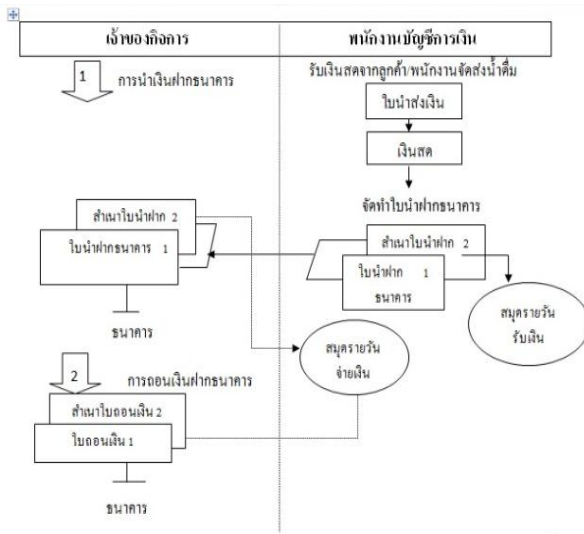 เจ้าของกิจการ
พนักงานบัญชีการเงิน
1
การนำเงินฝากธนาคาร
รับเงินสดจากลูกค้า/พนักงานจัดส่งน้ำดื่ม
ใบนำส่งเงิน
เงินสด
จัดทำใบนำฝากธนาคาร
สำเนาใบนำฝาก 2
ใบนำฝากธนาคาร 1
สำเนาใบนำฝาก 2
ใบนำฝาก 1
ธนาคาร
ธนาคาร
สมุดรายวัน
รับเงิน
สมุดรายวัน
จ่ายเงิน
2
การถอนเงินฝากธนาคาร
สำเนาใบถอนเงิน 2
ใบถอนเงิน 1
ธนาคาร